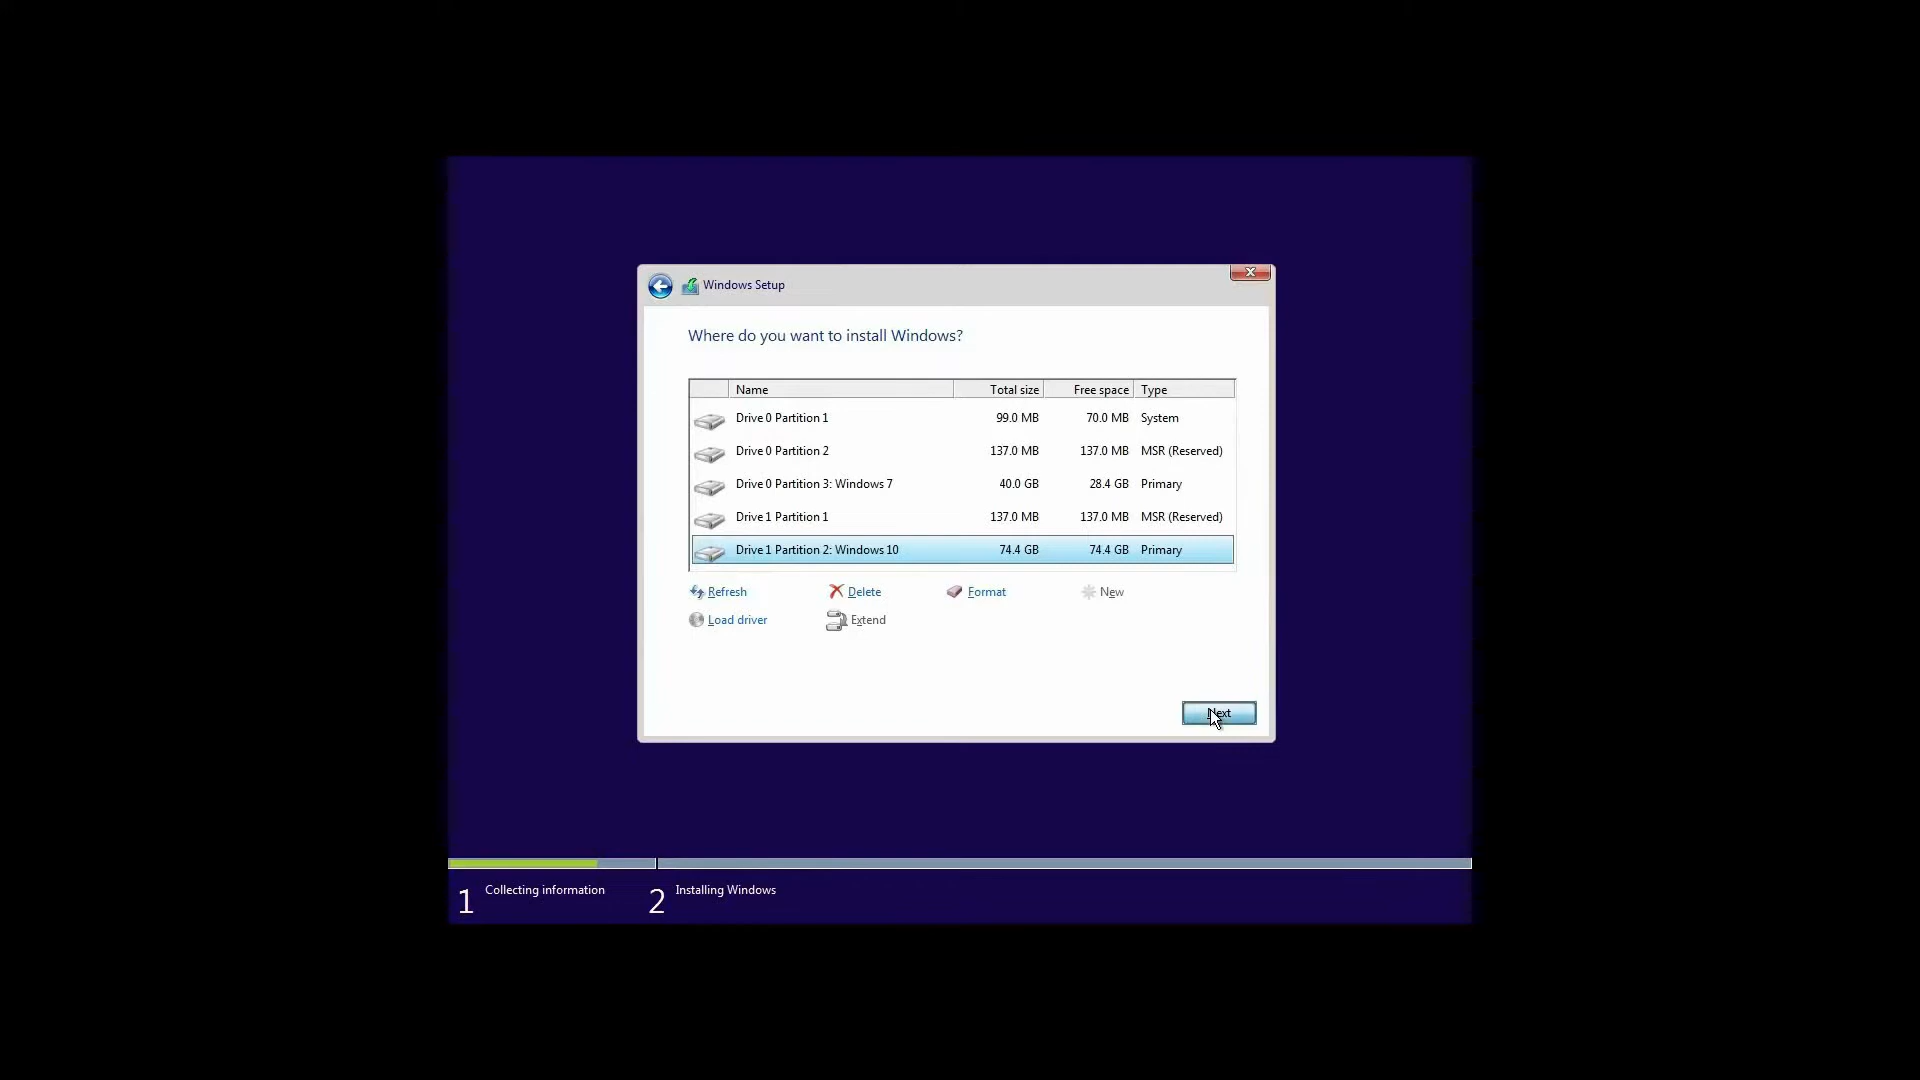 Windows Setup
Where do you want to install Windows?
Name Total size Free space Type
Drive 0 Partition 1 99.0 MB 70.0 MB System
Drive 0 Partition 2 137.0 MB 137.0 MB MSR (Reserved)
Drive 0 Partition 3: Windows 7 40.0 GB 28.4 GB Primary
Drive 1 Partition 1 137.0 MB 137.0 MB MSR (Reserved)
Drive 1 Partition 2: Windows 10 74.4 GB 74.4 GB Primary
Refresh Delete Format New
Load driver Extend
Next
1 Collecting information 2 Installing Windows